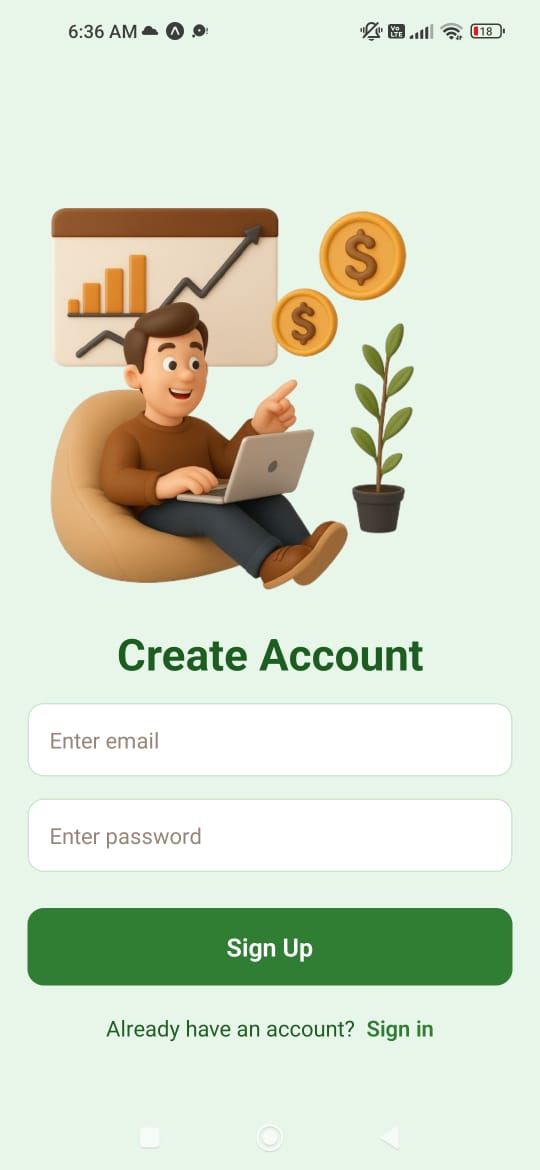 6:36 AM
Vo
LTE
18
$
$
Create Account
Enter email
Enter password
Sign Up
Already have an account? Sign in